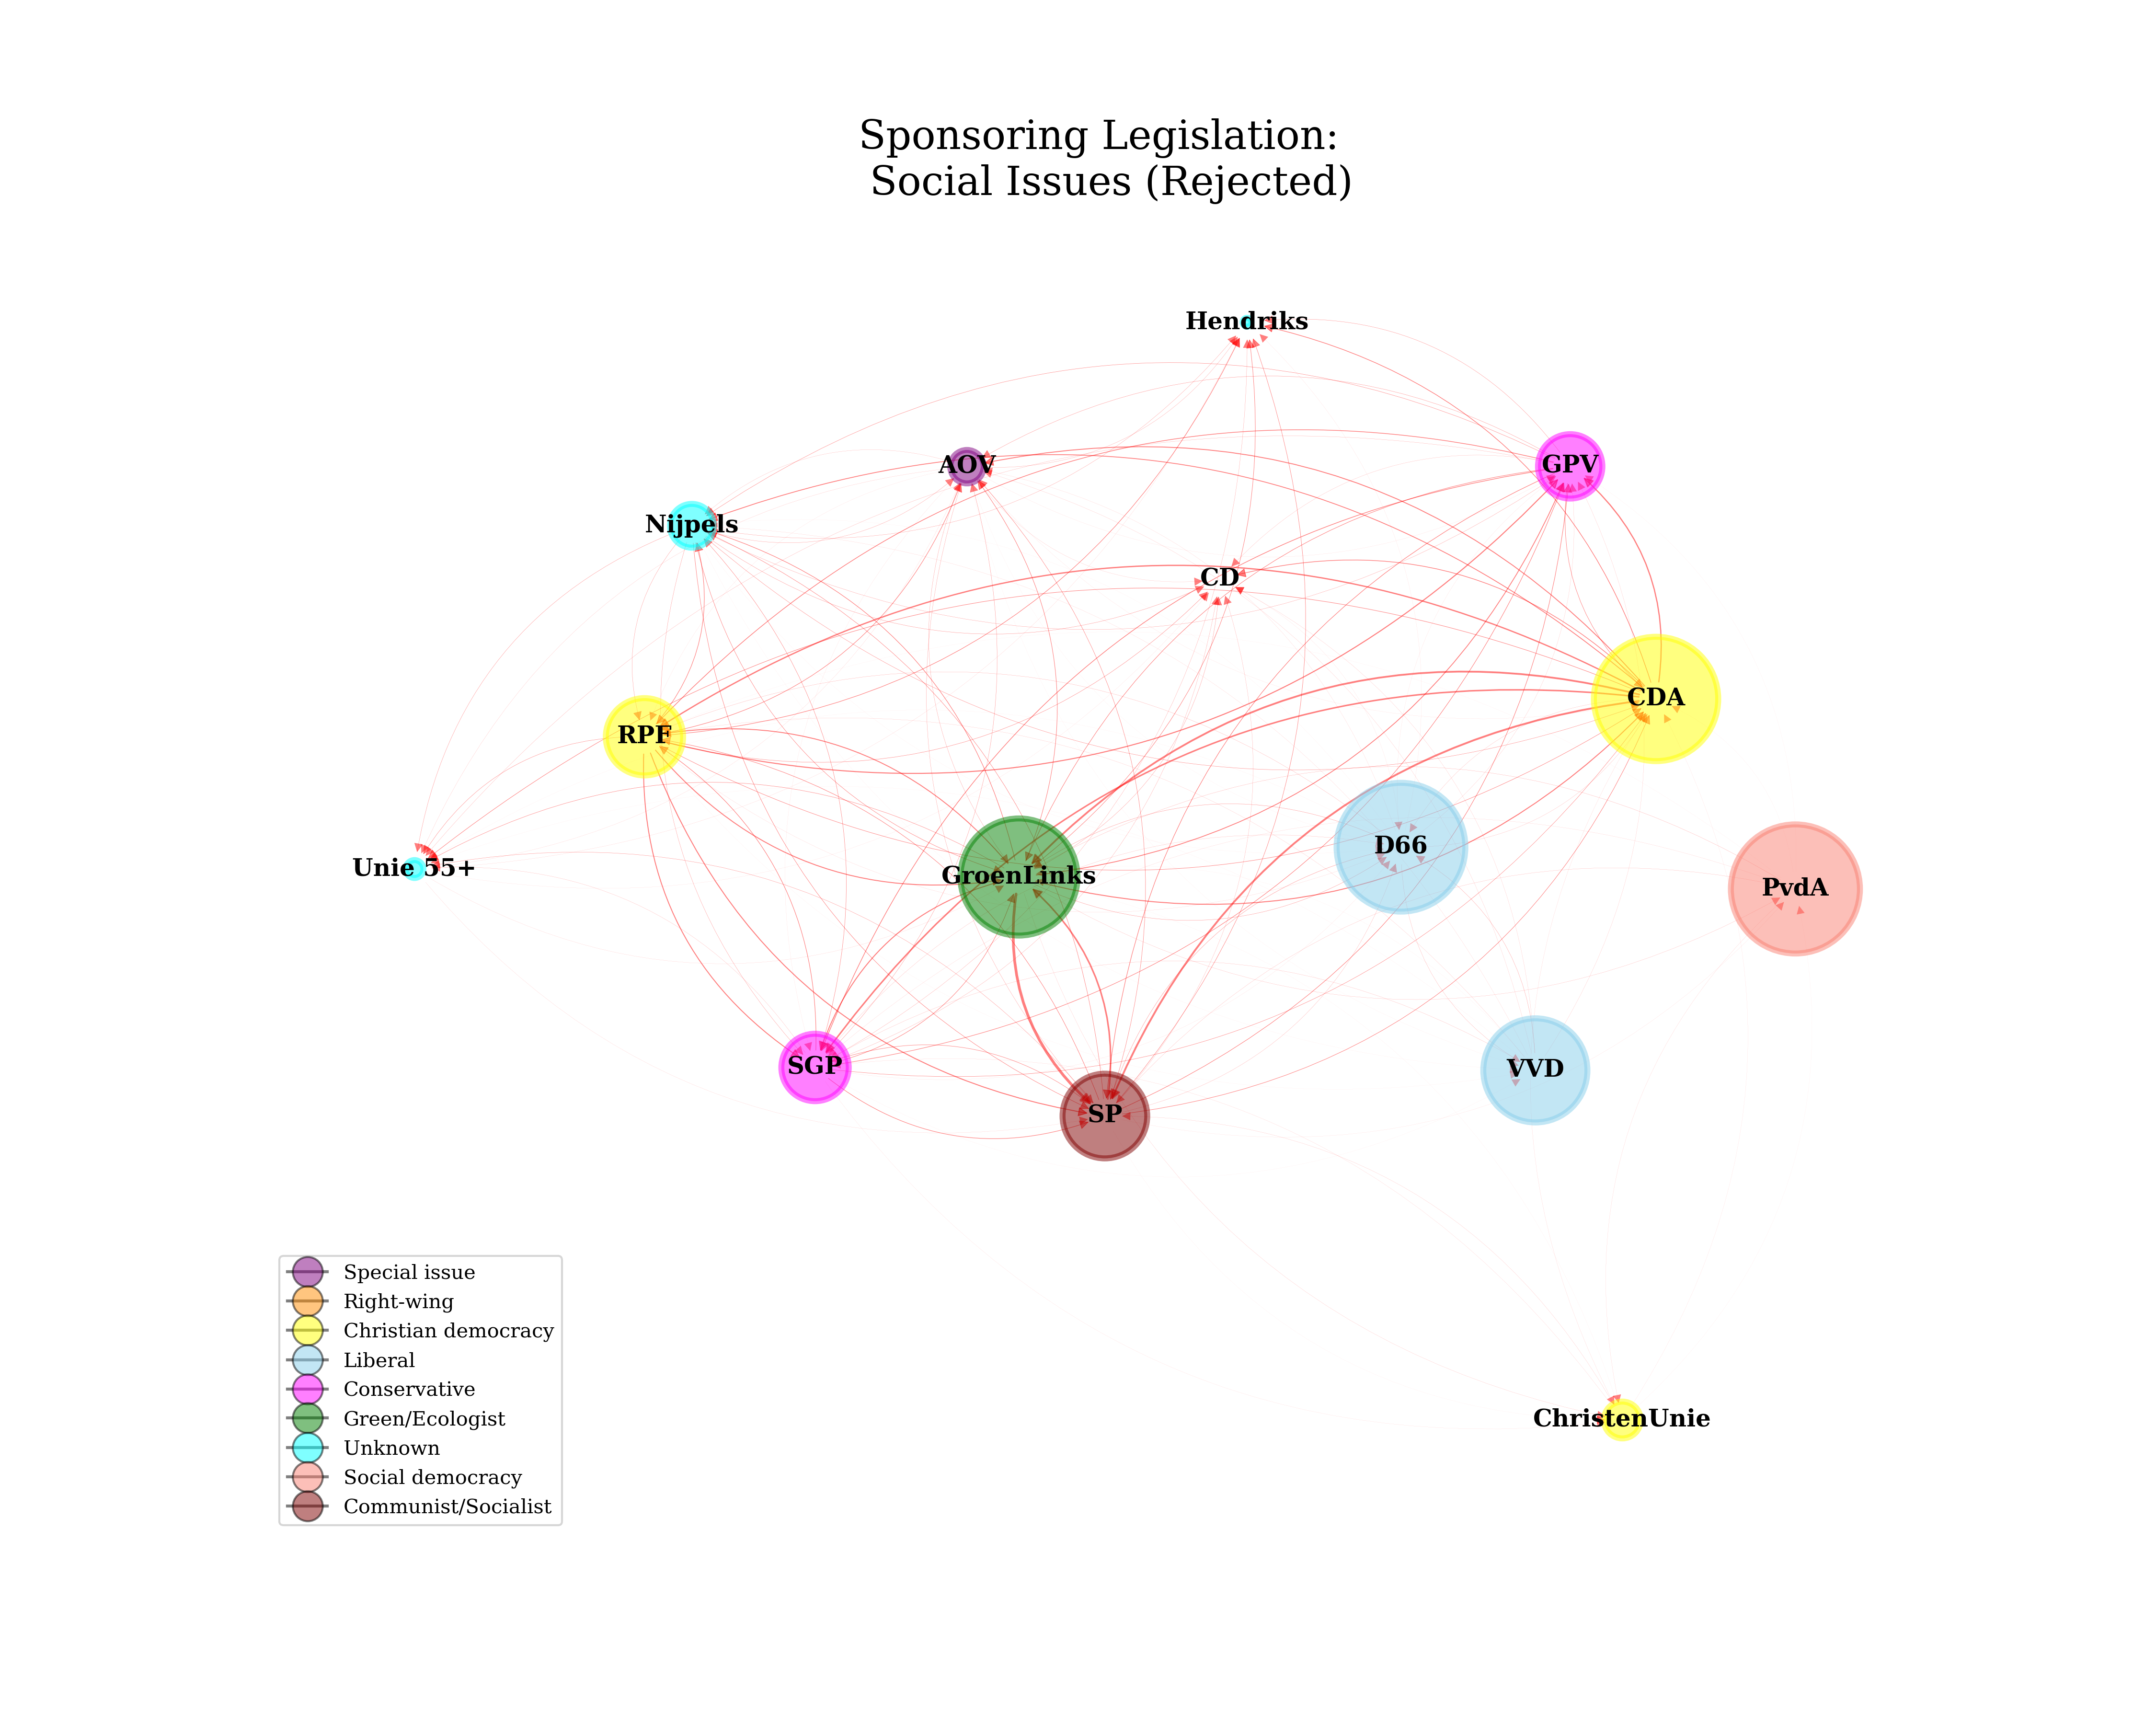 Sponsoring Legislation:
Social Issues (Rejected)
Hendriks
AOV
GPV
Nijpels
CD
CDA
RPF
D66
Unie 55+
GroenLinks
PvdA
SGP
VVD
SP
ChristenUnie
Special issue
Right-wing
Christian democracy
Liberal
Conservative
Green/Ecologist
Unknown
Social democracy
Communist/Socialist